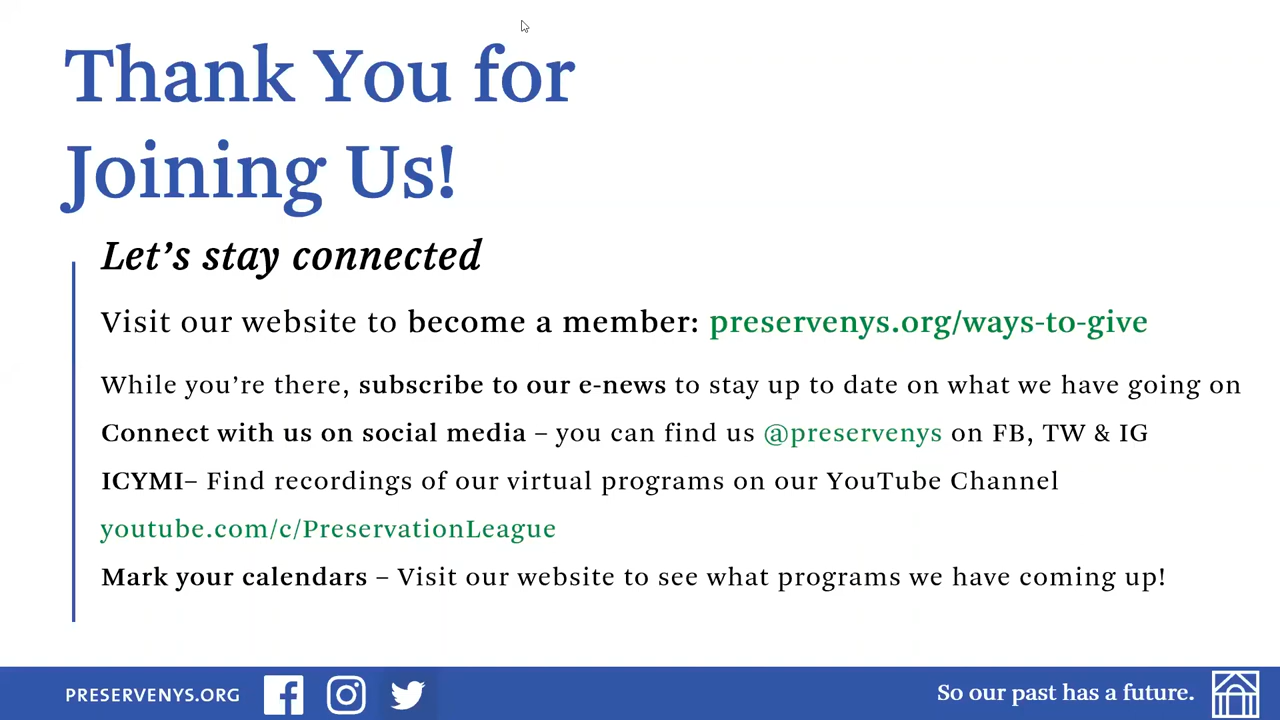 Thank You for
Joining Us!
Let’s stay connected
Visit our website to become a member: preservenys.org/ways-to-give
While you’re there, subscribe to our e-news to stay up to date on what we have going on
Connect with us on social media – you can find us @preservenys on FB, TW & IG
ICYMI– Find recordings of our virtual programs on our YouTube Channel
youtube.com/c/PreservationLeague
Mark your calendars – Visit our website to see what programs we have coming up!
PRESERVENYS.ORG
So our past has a future.